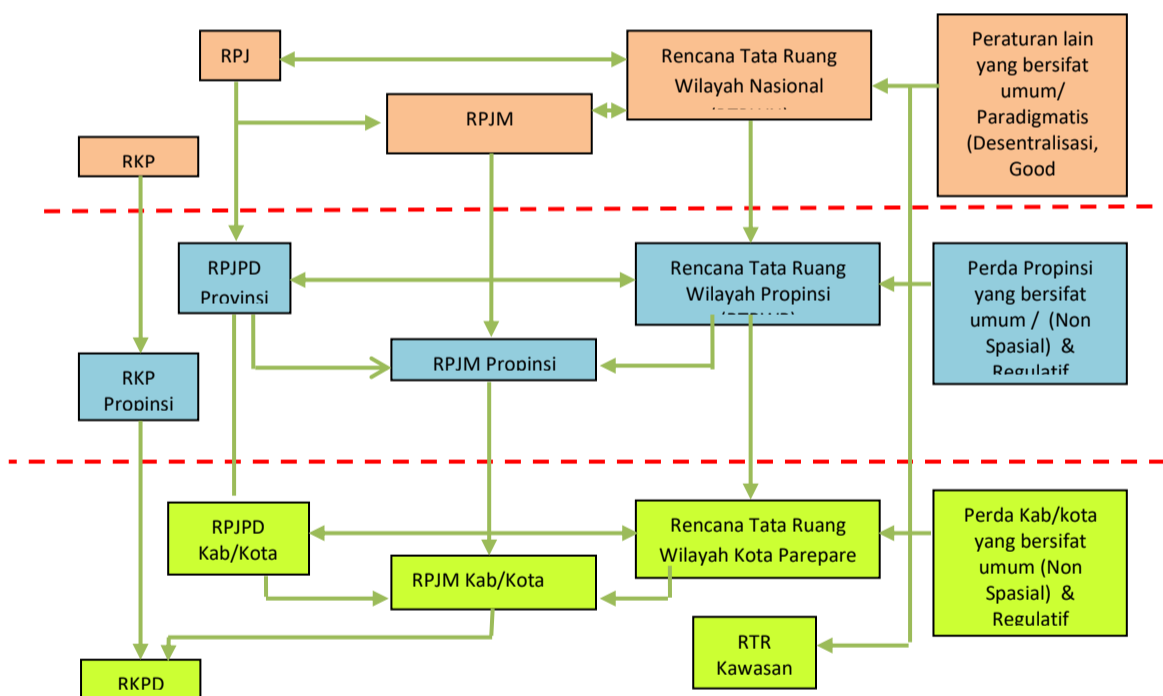 RPJ
Rencana Tata Ruang
Wilayah Nasional
Peraturan lain
yang bersifat
umum/
Paradigmatis
(Desentralisasi,
Good
RPJM
RKP
RPJPD
Provinsi
Rencana Tata Ruang
Wilayah Propinsi
Perda Propinsi
yang bersifat
umum / (Non
Spasial) &
Regulatif
RPJM Propinsi
RKP
Propinsi
RPJPD
Kab/Kota
Rencana Tata Ruang
Wilayah Kota Parepare
Perda Kab/kota
yang bersifat
umum (Non
Spasial) &
Regulatif
RPJM Kab/Kota
RTR
Kawasan
RKPD